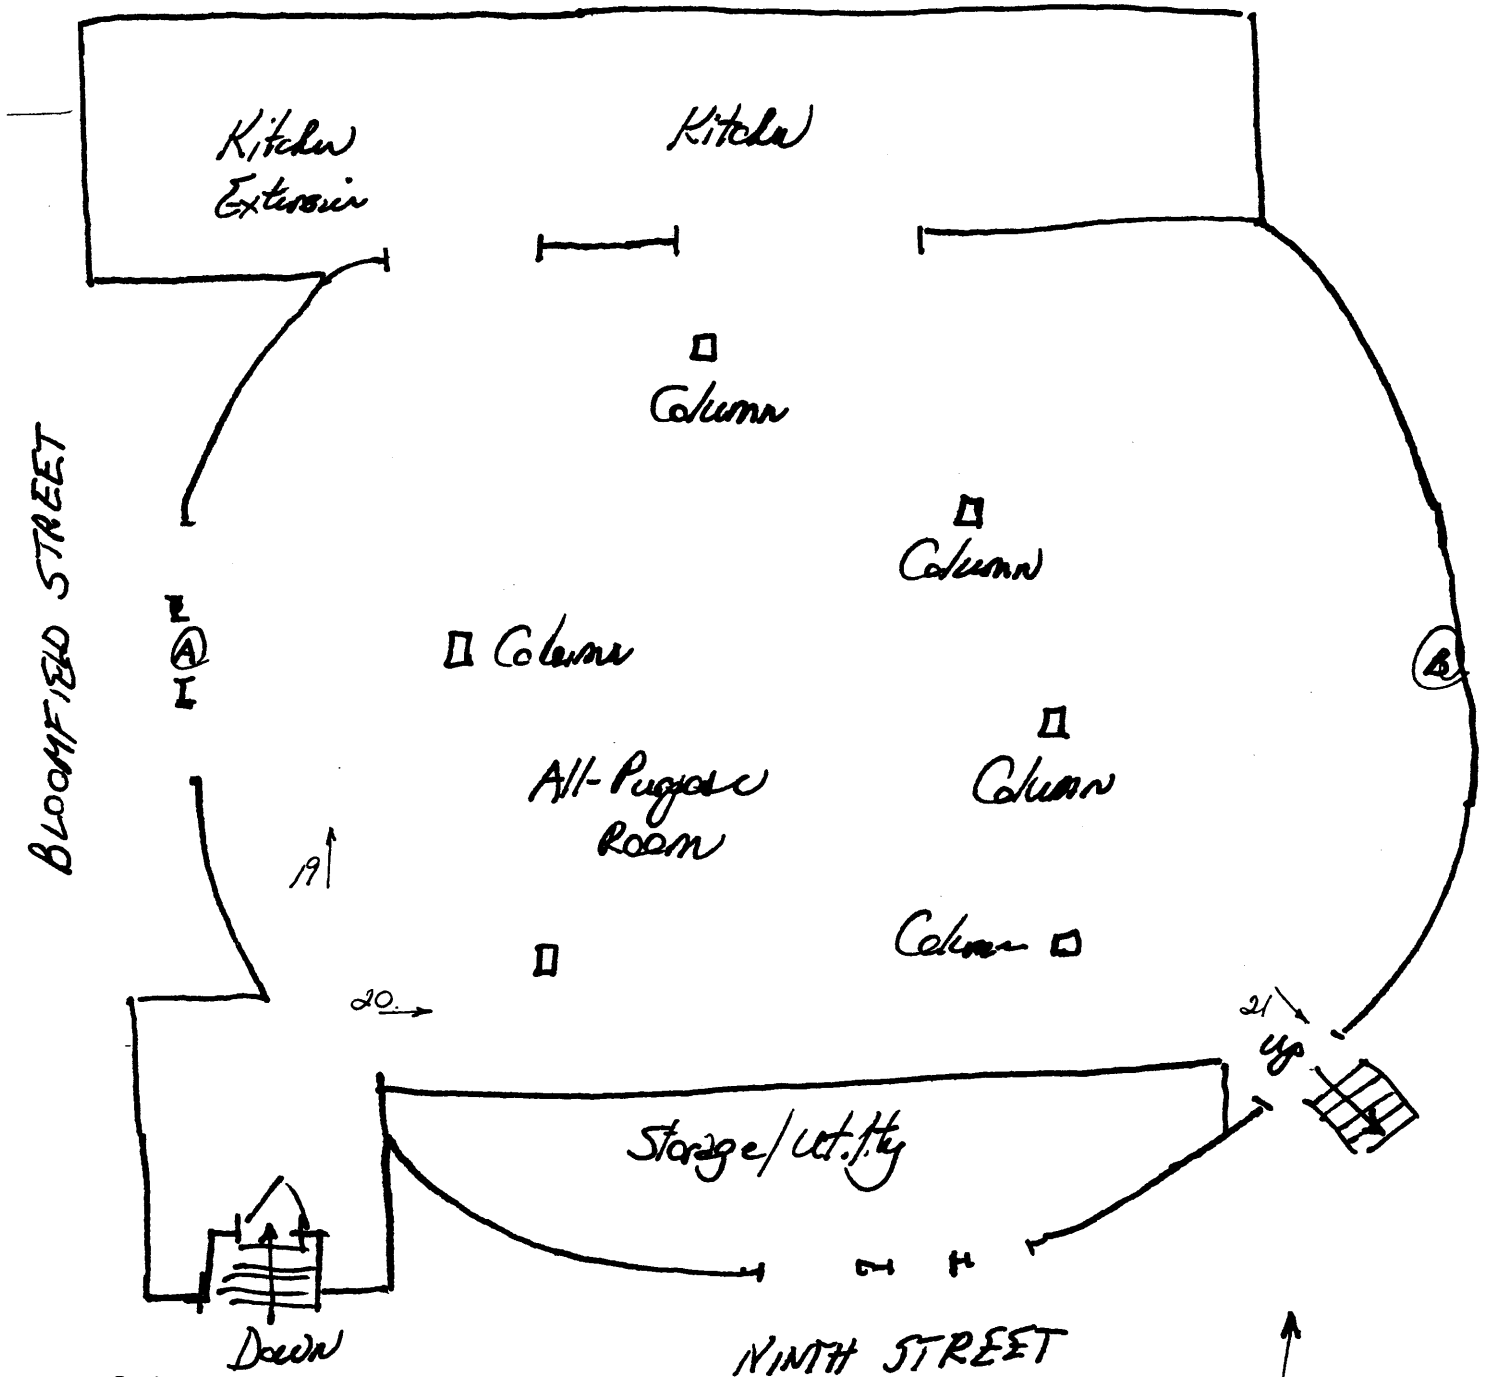 Kitchen
Extension
Kitchen
Column
Column
BLOOMFIELD STREET
A
Column
B
Column
All-Purpose
Room
19
Column
20.
21
Up
Storage/Utility
Down
NINTH STREET